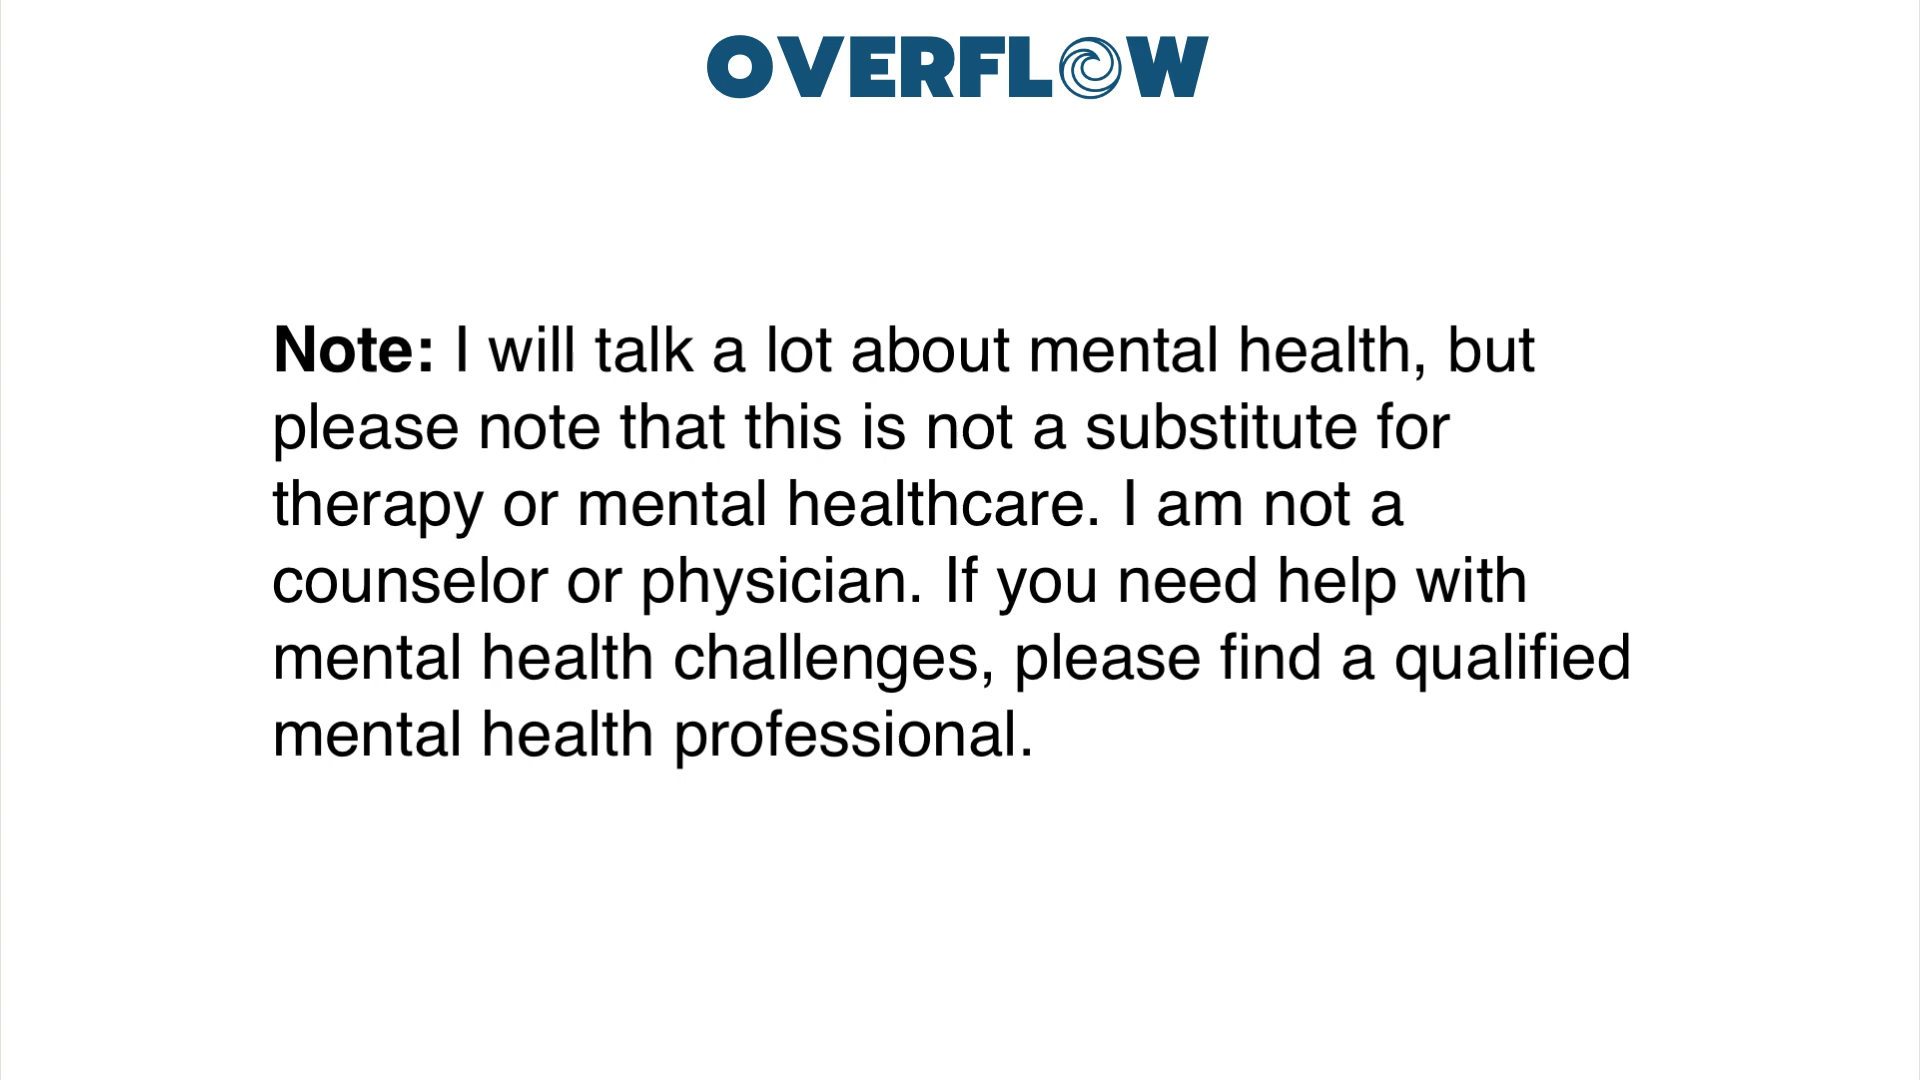 OVERFLOW
Note: I will talk a lot about mental health, but
please note that this is not a substitute for
therapy or mental healthcare. I am not a
counselor or physician. If you need help with
mental health challenges, please find a qualified
mental health professional.